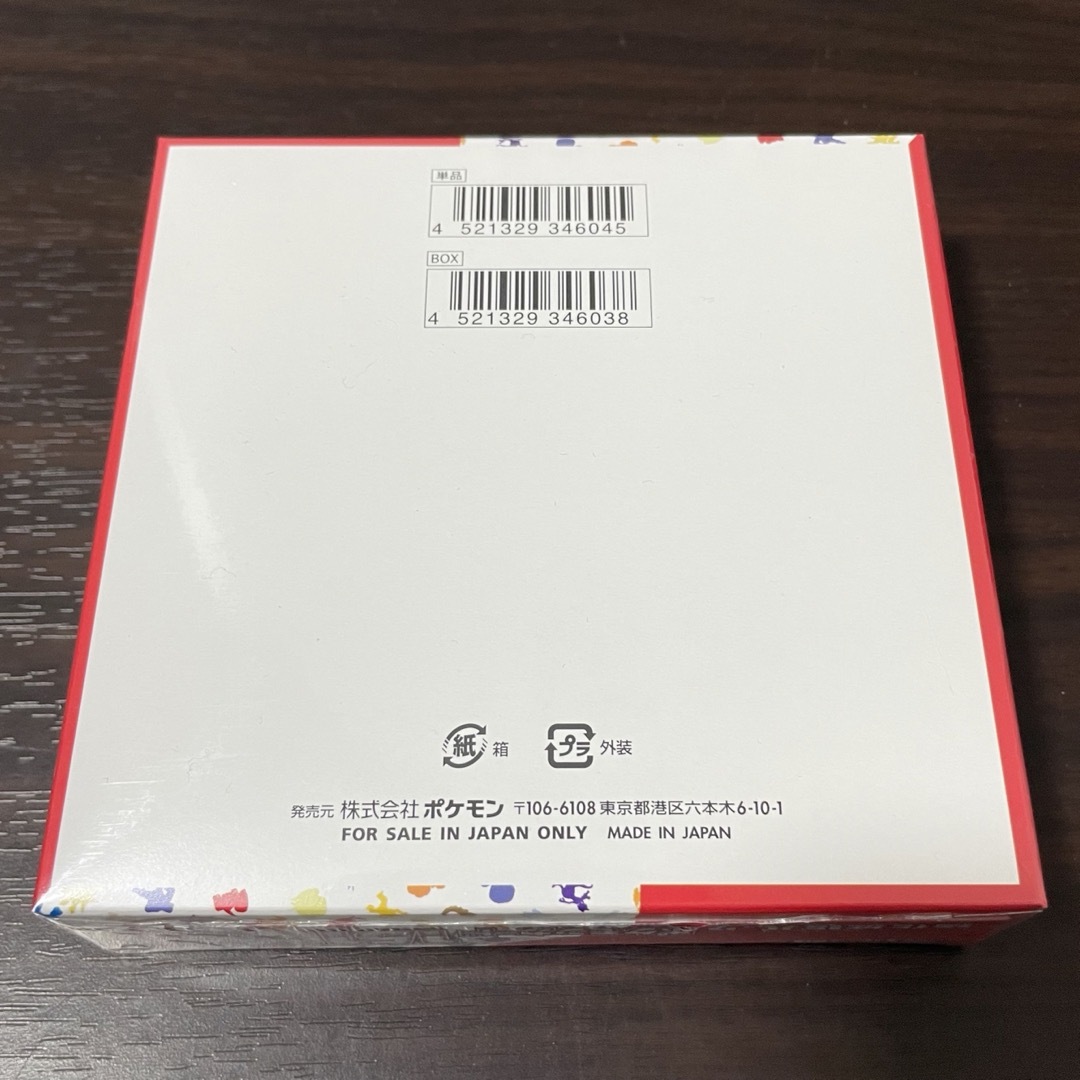 単品
4 521329 346045
BOX
4 521329 346038
紙 箱 プラ 外装
発売元 株式会社ポケモン 〒106-6108 東京都港区六本木6-10-1
FOR SALE IN JAPAN ONLY MADE IN JAPAN